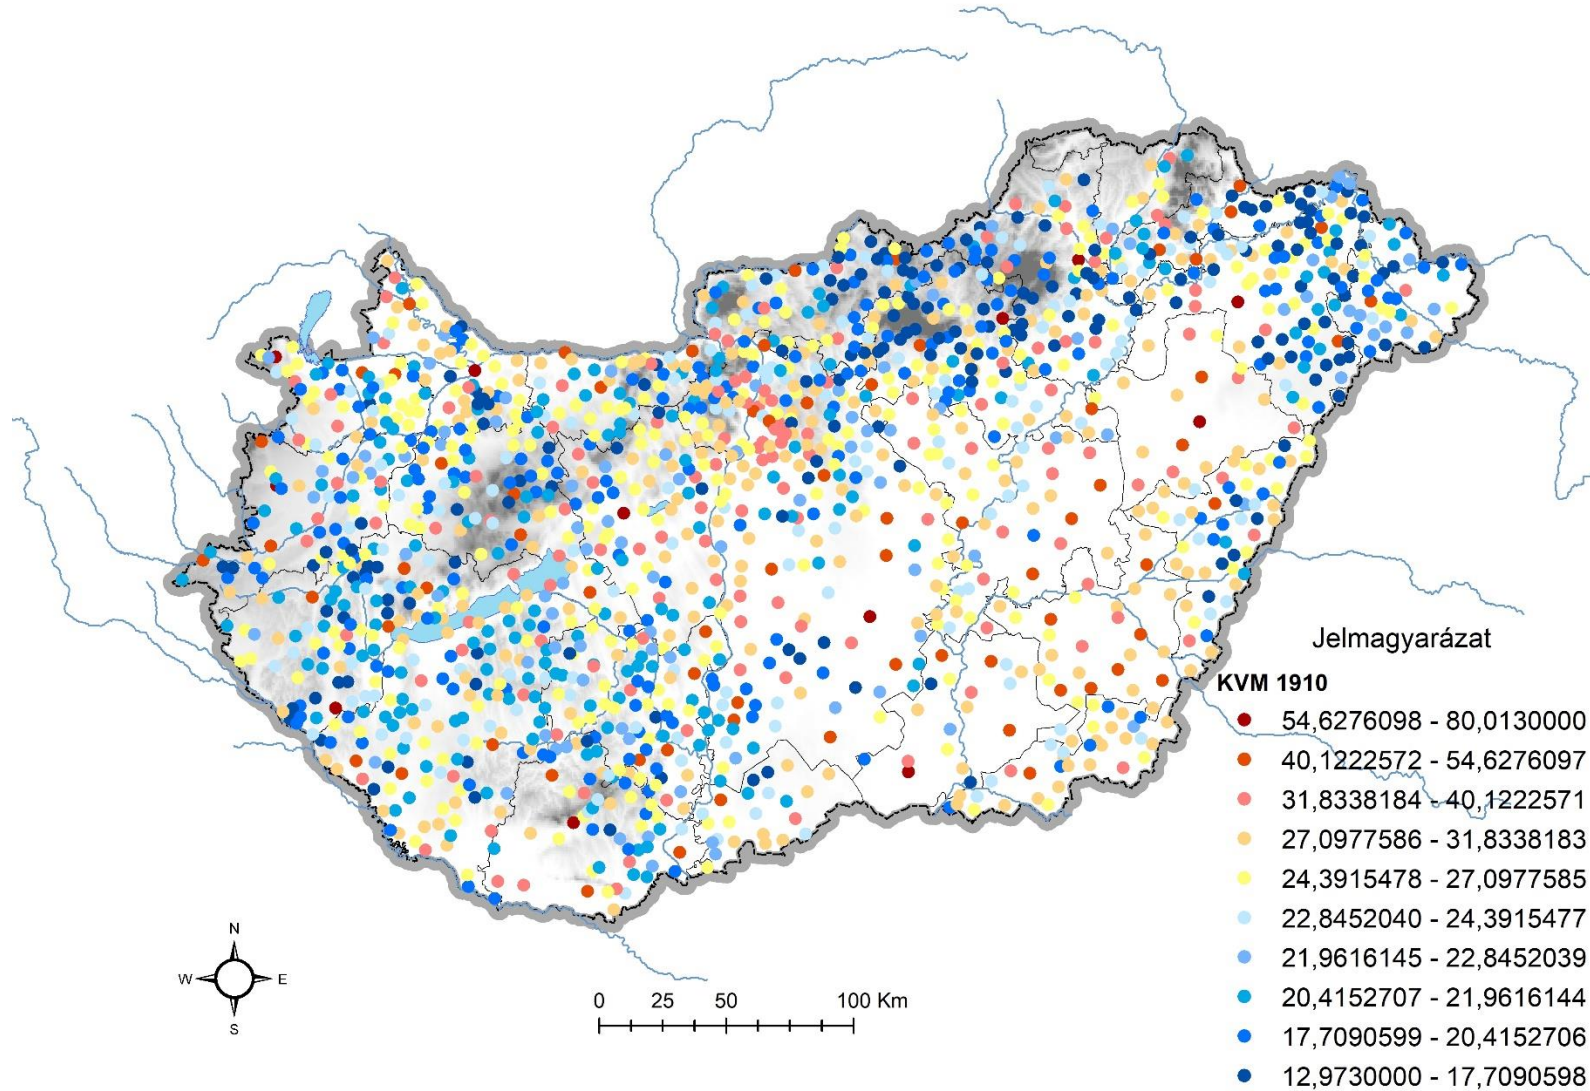 Jelmagyarázat
KVM 1910
54,6276098 - 80,0130000
40,1222572 - 54,6276097
31,8338184 - 40,1222571
27,0977586 - 31,8338183
24,3915478 - 27,0977585
22,8452040 - 24,3915477
21,9616145 - 22,8452039
20,4152707 - 21,9616144
17,7090599 - 20,4152706
12,9730000 - 17,7090598
N
W E
S
0 25 50 100 Km